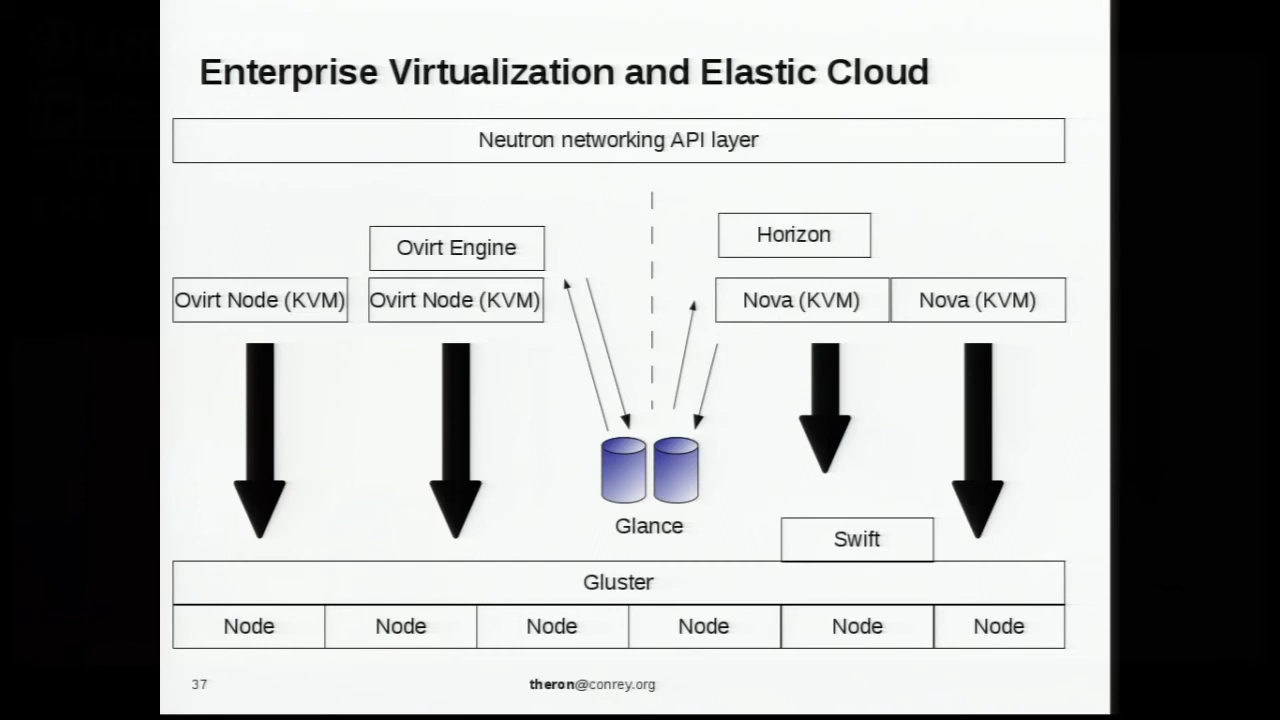 Enterprise Virtualization and Elastic Cloud
Neutron networking API layer
Horizon
Ovirt Engine
Ovirt Node (KVM)
Ovirt Node (KVM)
Nova (KVM)
Nova (KVM)
Glance
Swift
Gluster
Node
Node
Node
Node
Node
Node
37
theron@conrey.org